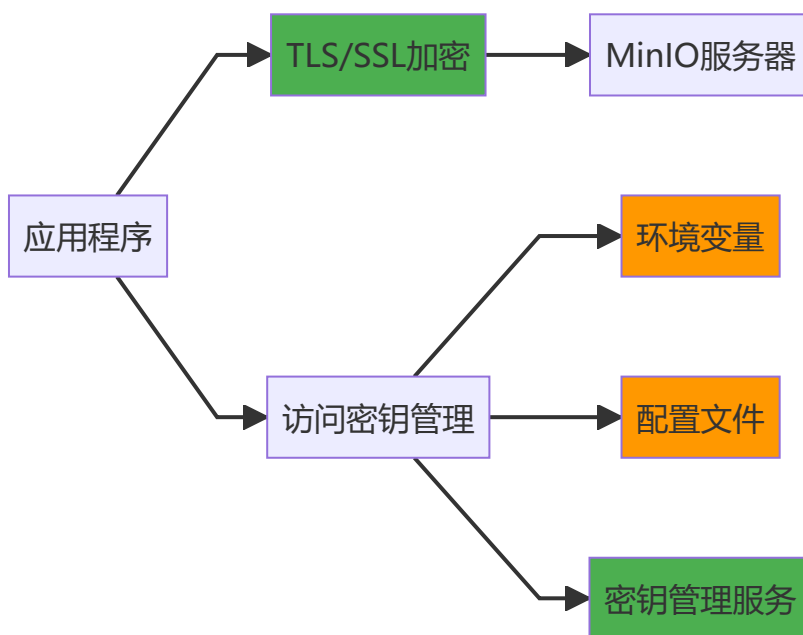 TLS/SSL加密
MinIO服务器
应用程序
环境变量
访问密钥管理
配置文件
密钥管理服务